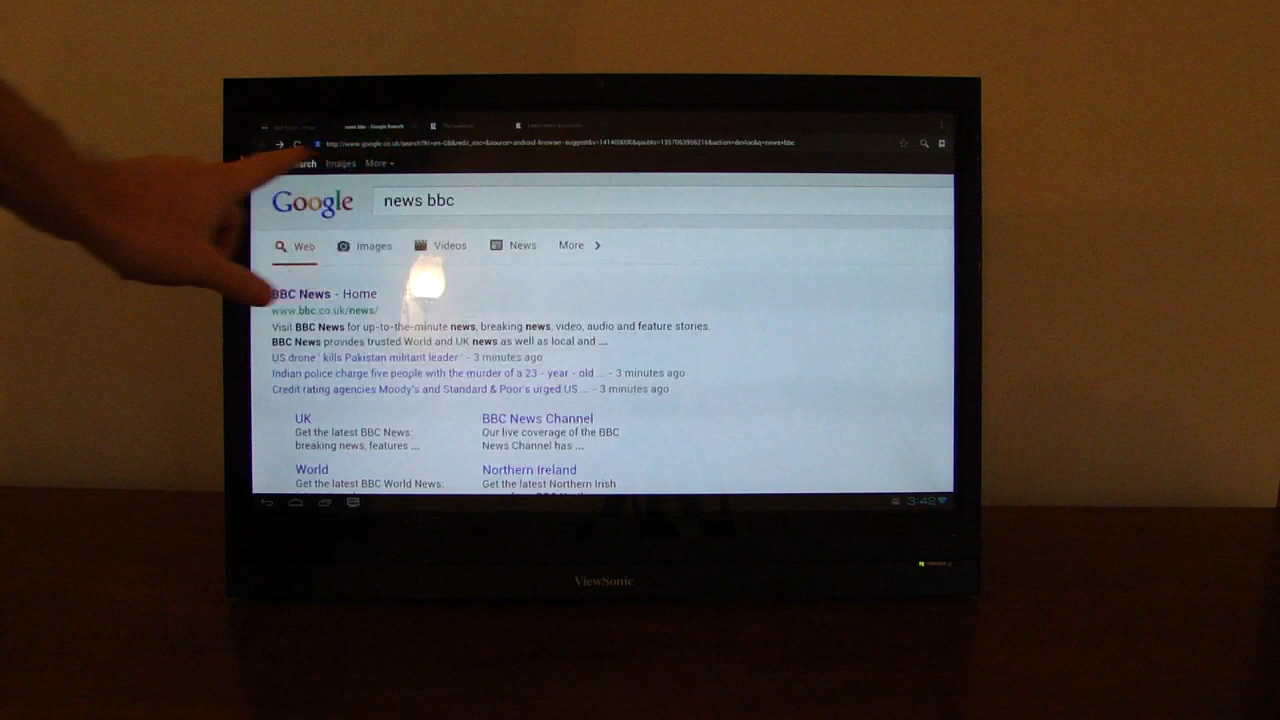 news bbc - Google Search
arch Images More
Google news bbc
Web Images Videos News More
BBC News - Home
www.bbc.co.uk/news/
Visit BBC News for up-to-the-minute news, breaking news, video, audio and feature stories.
BBC News provides trusted World and UK news as well as local and ...
US drone ' kills Pakistan militant leader ' - 3 minutes ago
Indian police charge five people with the murder of a 23 - year - old ... - 3 minutes ago
Credit rating agencies Moody's and Standard & Poor's urged US ... - 3 minutes ago
UK
Get the latest BBC News:
breaking news, features ...
BBC News Channel
Our live coverage of the BBC
News Channel has ...
World
Get the latest BBC World News:
Northern Ireland
Get the latest Northern Irish
3:42
ViewSonic